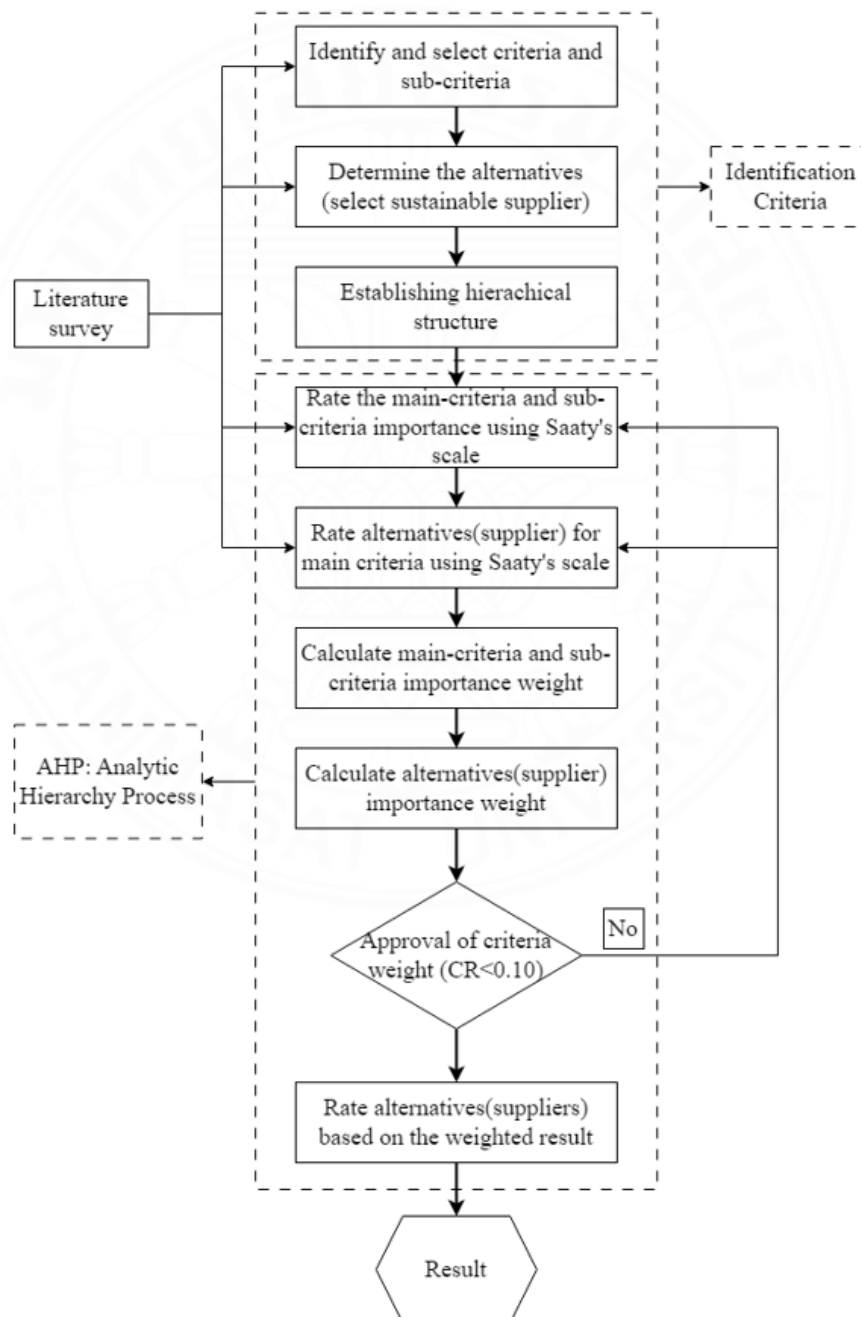 Identify and select criteria and
sub-criteria
Determine the alternatives
(select sustainable supplier)
Identification
Criteria
Establishing hierachical
structure
Literature
survey
Rate the main-criteria and sub-
criteria importance using Saaty's
scale
Rate alternatives(supplier) for
main criteria using Saaty's scale
Calculate main-criteria and sub-
criteria importance weight
AHP: Analytic
Hierarchy Process
Calculate alternatives(supplier)
importance weight
Approval of criteria
weight (CR<0.10)
No
Rate alternatives(suppliers)
based on the weighted result
Result
THAMMASAT UNIVERSITY